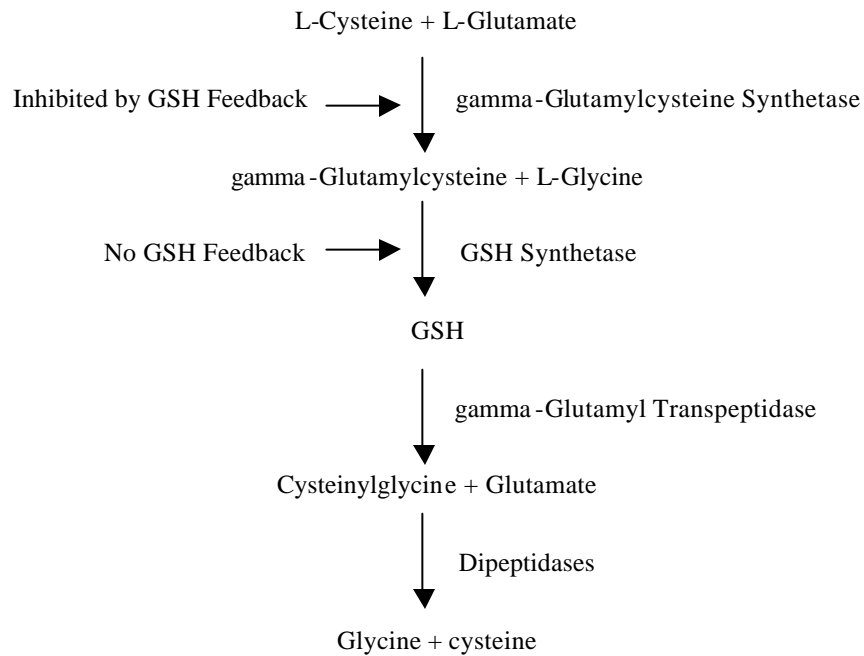 L-Cysteine + L-Glutamate
Inhibited by GSH Feedback
gamma-Glutamylcysteine Synthetase
gamma-Glutamylcysteine + L-Glycine
No GSH Feedback
GSH Synthetase
GSH
gamma-Glutamyl Transpeptidase
Cysteinylglycine + Glutamate
Dipeptidases
Glycine + cysteine